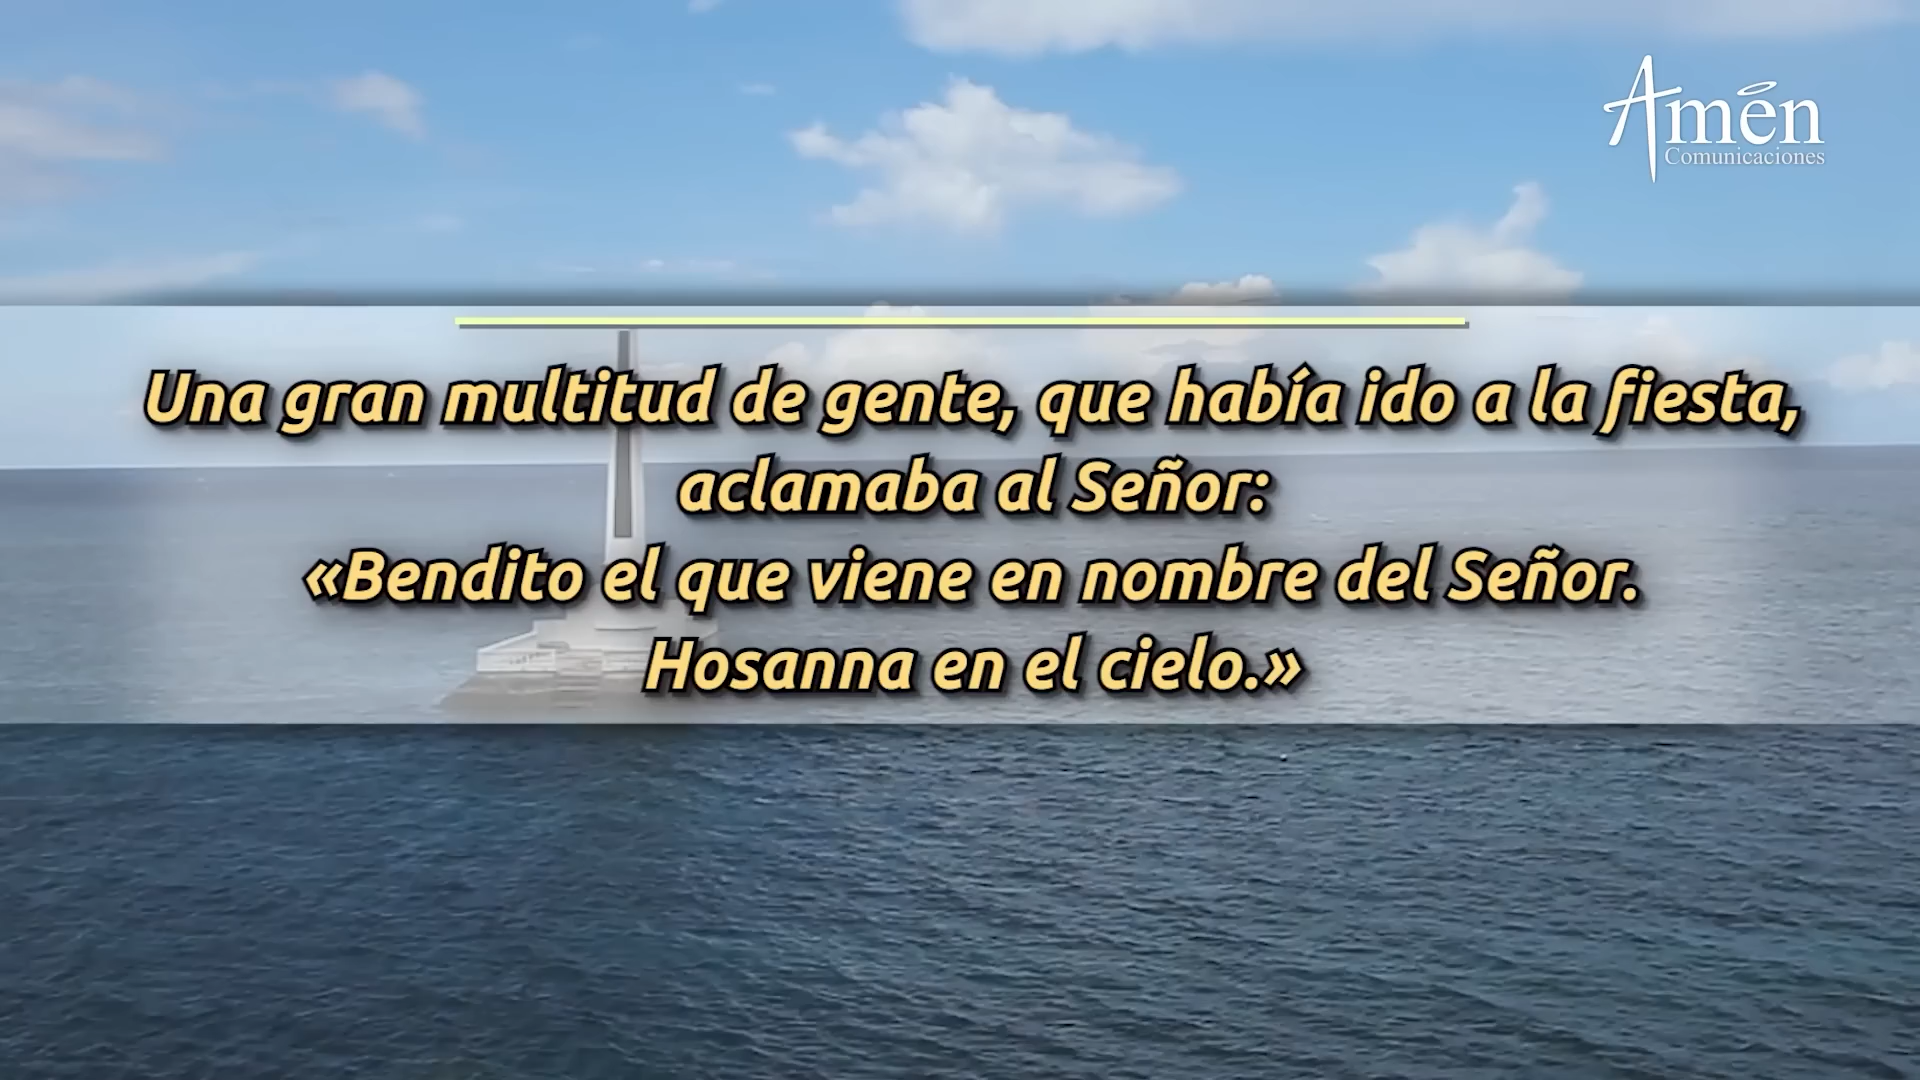 Amén
Comunicaciones
Una gran multitud de gente, que había ido a la fiesta,
aclamaba al Señor:
«Bendito el que viene en nombre del Señor.
Hosanna en el cielo.»